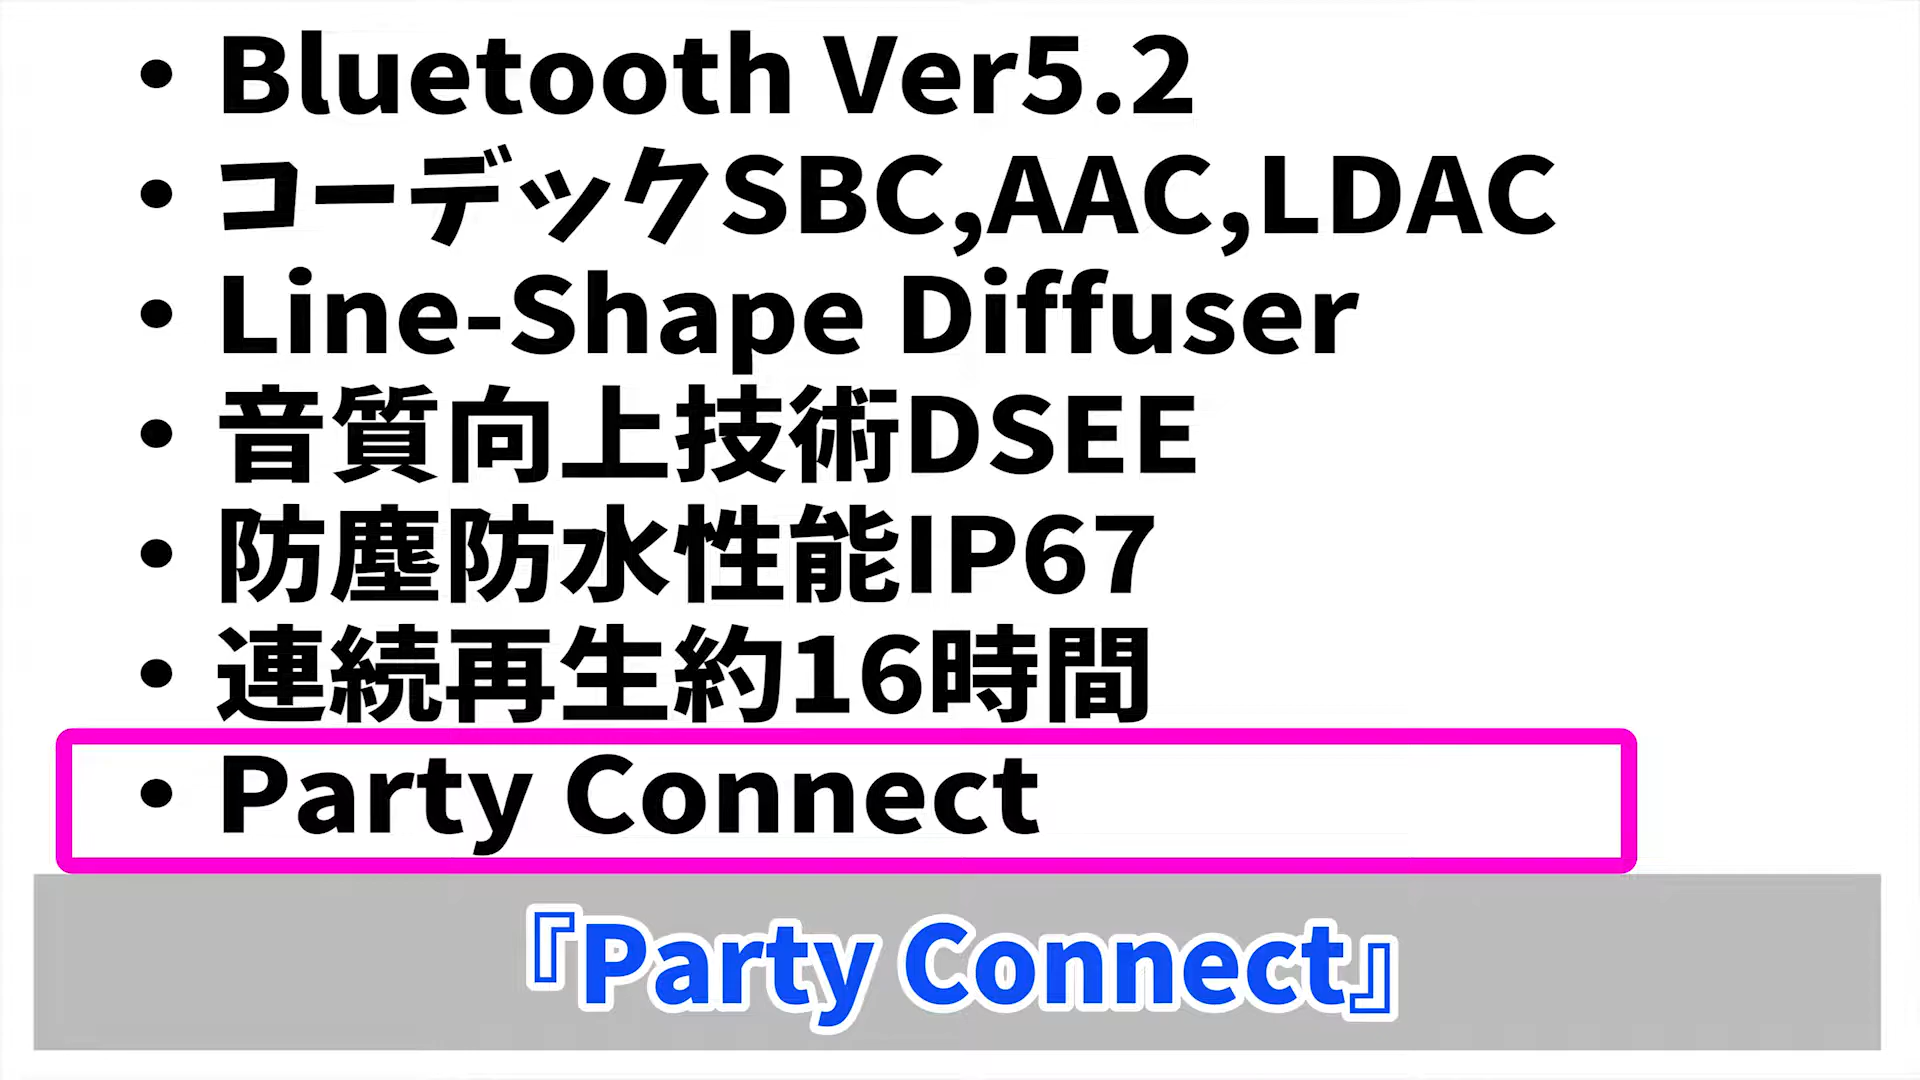 • Bluetooth Ver5.2
• コーデックSBC,AAC,LDAC
• Line-Shape Diffuser
• 音質向上技術DSEE
• 防塵防水性能IP67
• 連続再生約16時間
• Party Connect
『Party Connect』